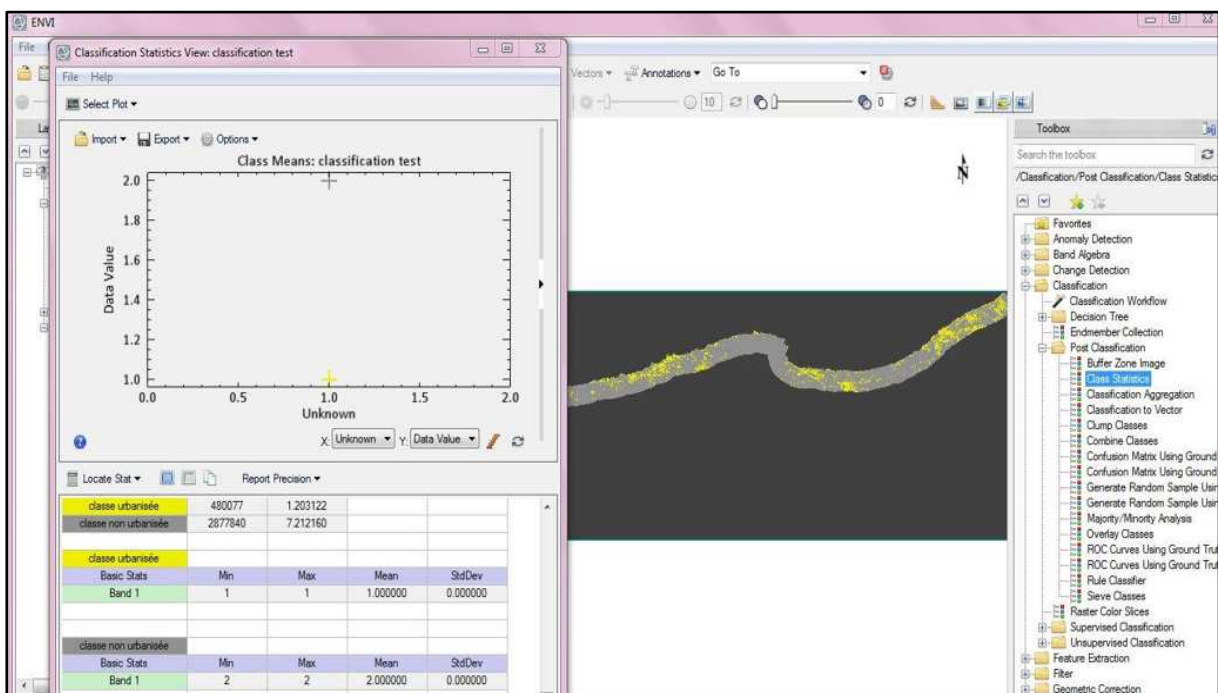 ENVI
File
Classification Statistics View: classification test
File Help
Select Plot
Import Export Options
Class Means: classification test
2.0
1.8
1.6
1.4
1.2
1.0
Data Value
0.0 0.5 1.0 1.5 2.0
Unknown
X: Unknown Y: Data Value
Locate Stat Report Precision
classe urbanisée 480077 1.203122
classe non urbanisée 2877840 7.212160
classe urbanisée
Basic Stats Min Max Mean StdDev
Band 1 1 1 1.000000 0.000000
classe non urbanisée
Basic Stats Min Max Mean StdDev
Band 1 2 2 2.000000 0.000000
Vectors Annotations Go To
10 0
N
Toolbox
Search the toolbox
/Classification/Post Classification/Class Statistics
Favorites
Anomaly Detection
Band Algebra
Change Detection
Classification
Classification Workflow
Decision Tree
Endmember Collection
Post Classification
Buffer Zone Image
Class Statistics
Classification Aggregation
Classification to Vector
Clump Classes
Combine Classes
Confusion Matrix Using Ground
Confusion Matrix Using Ground
Generate Random Sample Usin
Generate Random Sample Usin
Majority/Minority Analysis
Overlay Classes
ROC Curves Using Ground Trut
ROC Curves Using Ground Trut
Rule Classifier
Sieve Classes
Raster Color Slices
Supervised Classification
Unsupervised Classification
Feature Extraction
Filter
Geometric Correction